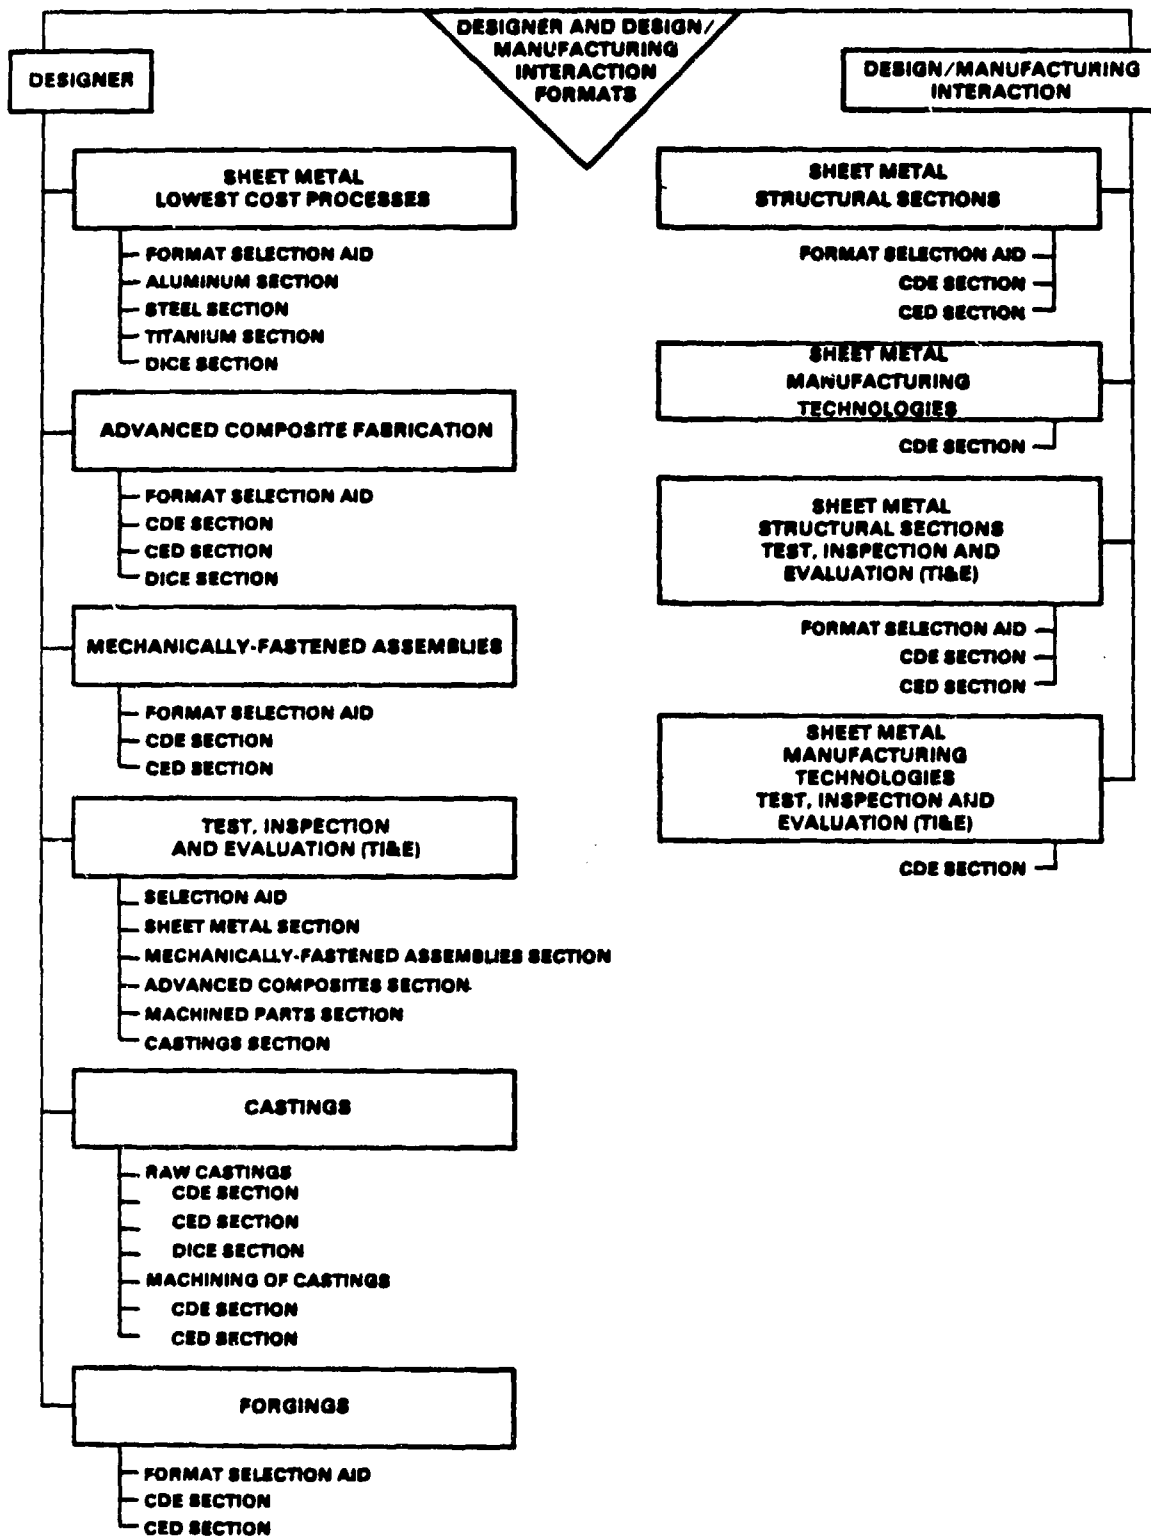 DESIGNER AND DESIGN/
MANUFACTURING
INTERACTION
FORMATS
DESIGNER
SHEET METAL
LOWEST COST PROCESSES
FORMAT SELECTION AID
ALUMINUM SECTION
STEEL SECTION
TITANIUM SECTION
DICE SECTION
ADVANCED COMPOSITE FABRICATION
FORMAT SELECTION AID
CDE SECTION
CED SECTION
DICE SECTION
MECHANICALLY-FASTENED ASSEMBLIES
FORMAT SELECTION AID
CDE SECTION
CED SECTION
TEST, INSPECTION
AND EVALUATION (TI&E)
SELECTION AID
SHEET METAL SECTION
MECHANICALLY-FASTENED ASSEMBLIES SECTION
ADVANCED COMPOSITES SECTION
MACHINED PARTS SECTION
CASTINGS SECTION
CASTINGS
RAW CASTINGS
CDE SECTION
CED SECTION
DICE SECTION
MACHINING OF CASTINGS
CDE SECTION
CED SECTION
FORGINGS
FORMAT SELECTION AID
CDE SECTION
CED SECTION
DESIGN/MANUFACTURING
INTERACTION
SHEET METAL
STRUCTURAL SECTIONS
FORMAT SELECTION AID
CDE SECTION
CED SECTION
SHEET METAL
MANUFACTURING
TECHNOLOGIES
CDE SECTION
SHEET METAL
STRUCTURAL SECTIONS
TEST, INSPECTION AND
EVALUATION (TI&E)
FORMAT SELECTION AID
CDE SECTION
CED SECTION
SHEET METAL
MANUFACTURING
TECHNOLOGIES
TEST, INSPECTION AND
EVALUATION (TI&E)
CDE SECTION